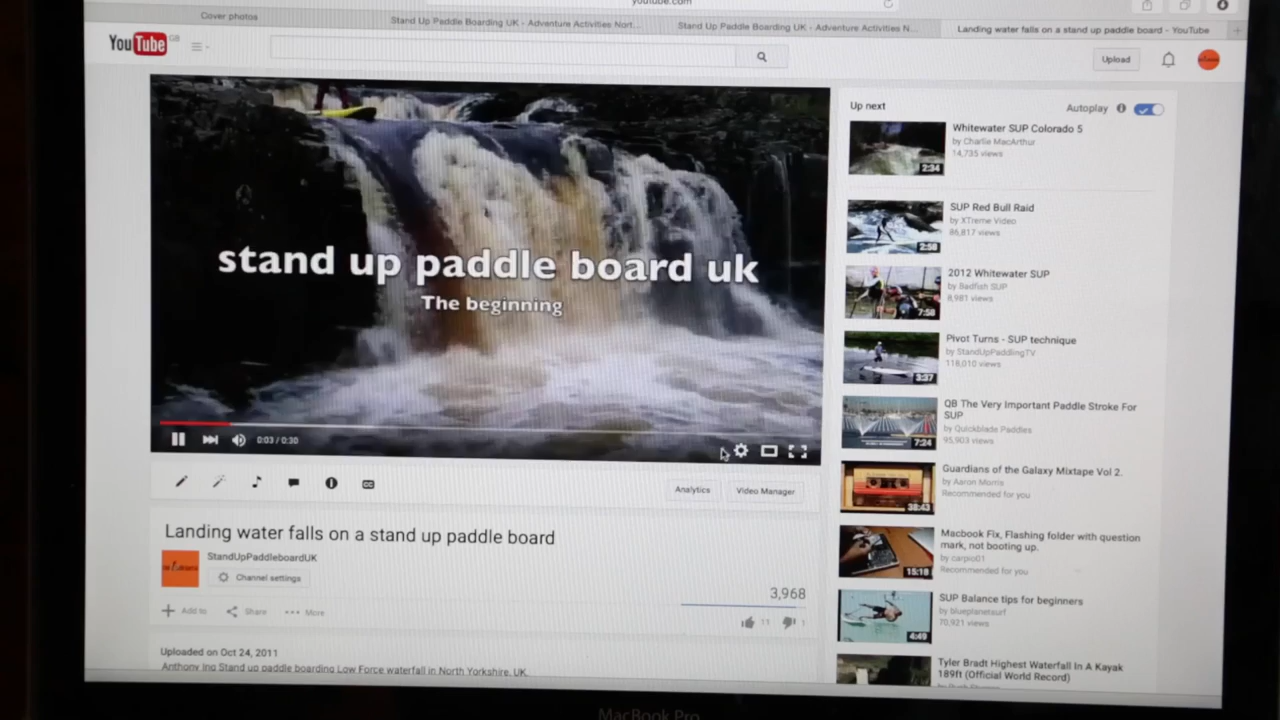 youtube.com
Cover photos
Stand Up Paddle Boarding UK - Adventure Activities Nort...
Stand Up Paddle Boarding UK - Adventure Activities N...
Landing water falls on a stand up paddle board - YouTube
YouTube GB
Upload
stand up paddle board uk
The beginning
0:03 / 0:30
Analytics
Video Manager
Landing water falls on a stand up paddle board
StandUpPaddleboardUK
Channel settings
3,968
Add to
Share
More
11
1
Uploaded on Oct 24, 2011
Anthony Ing Stand up paddle boarding Low Force waterfall in North Yorkshire. UK.
Up next
Autoplay
Whitewater SUP Colorado 5
by Charlie MacArthur
14,735 views
2:34
SUP Red Bull Raid
by XTreme Video
86,817 views
2:58
2012 Whitewater SUP
by Badfish SUP
8,981 views
7:58
Pivot Turns - SUP technique
by StandUpPaddlingTV
118,010 views
3:37
QB The Very Important Paddle Stroke For
SUP
by Quickblade Paddles
95,903 views
7:24
Guardians of the Galaxy Mixtape Vol 2.
by Aaron Morris
Recommended for you
38:43
Macbook Fix, Flashing folder with question
mark, not booting up.
by carpio01
Recommended for you
15:18
SUP Balance tips for beginners
by blueplanetsurf
70,921 views
4:49
Tyler Bradt Highest Waterfall In A Kayak
189ft (Official World Record)
MacBook Pro